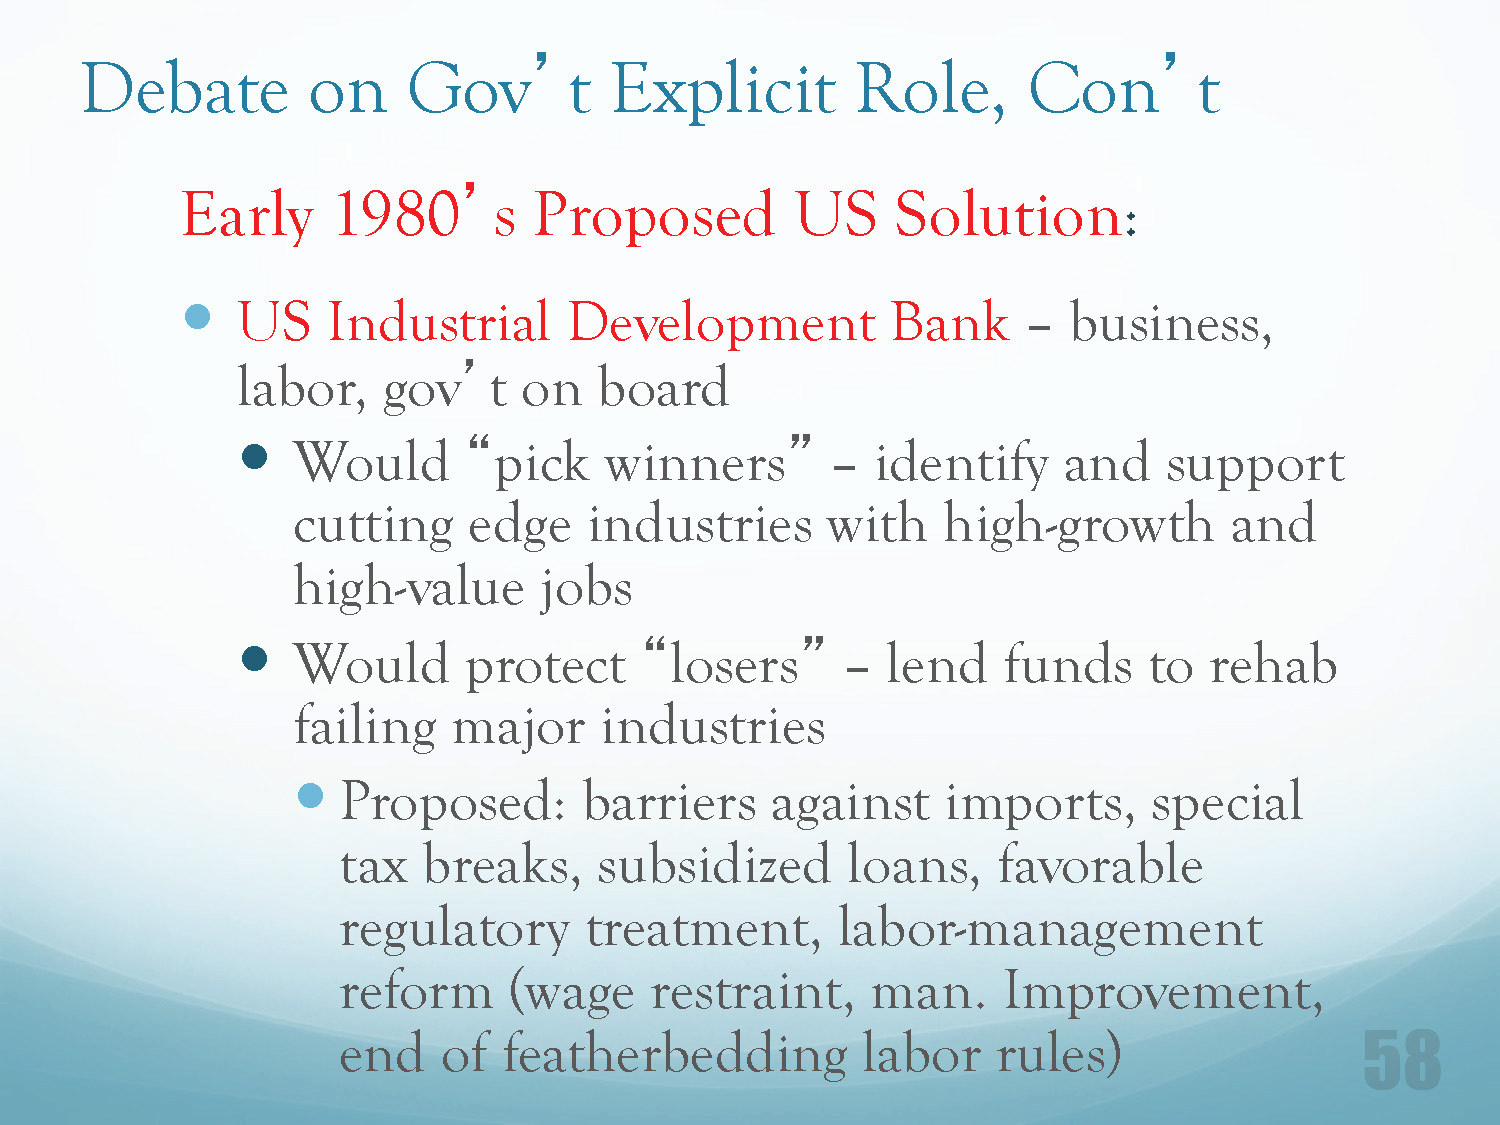 Debate on Gov’t Explicit Role, Con’t
Early 1980’s Proposed US Solution:
• US Industrial Development Bank – business,
labor, gov’t on board
• Would “pick winners” – identify and support
cutting edge industries with high-growth and
high-value jobs
• Would protect “losers” – lend funds to rehab
failing major industries
• Proposed: barriers against imports, special
tax breaks, subsidized loans, favorable
regulatory treatment, labor-management
reform (wage restraint, man. Improvement,
end of featherbedding labor rules)
58